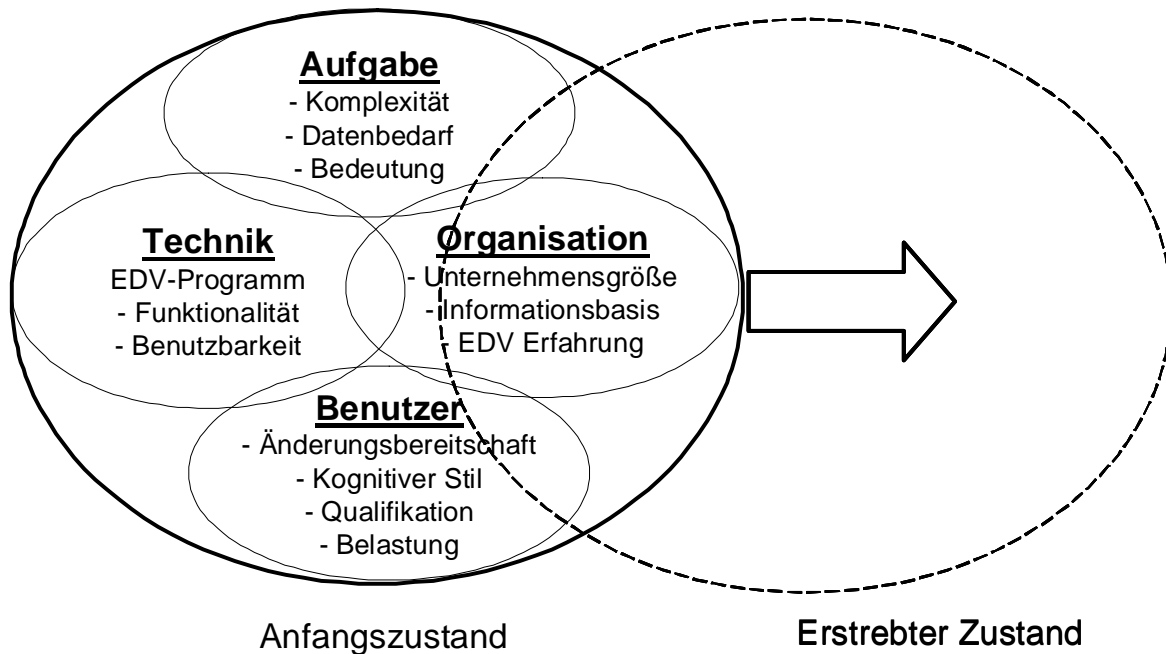 Aufgabe
- Komplexität
- Datenbedarf
- Bedeutung
Technik
EDV-Programm
- Funktionalität
- Benutzbarkeit
Organisation
- Unternehmensgröße
- Informationsbasis
- EDV Erfahrung
Benutzer
- Änderungsbereitschaft
- Kognitiver Stil
- Qualifikation
- Belastung
Anfangszustand
Erstrebter Zustand